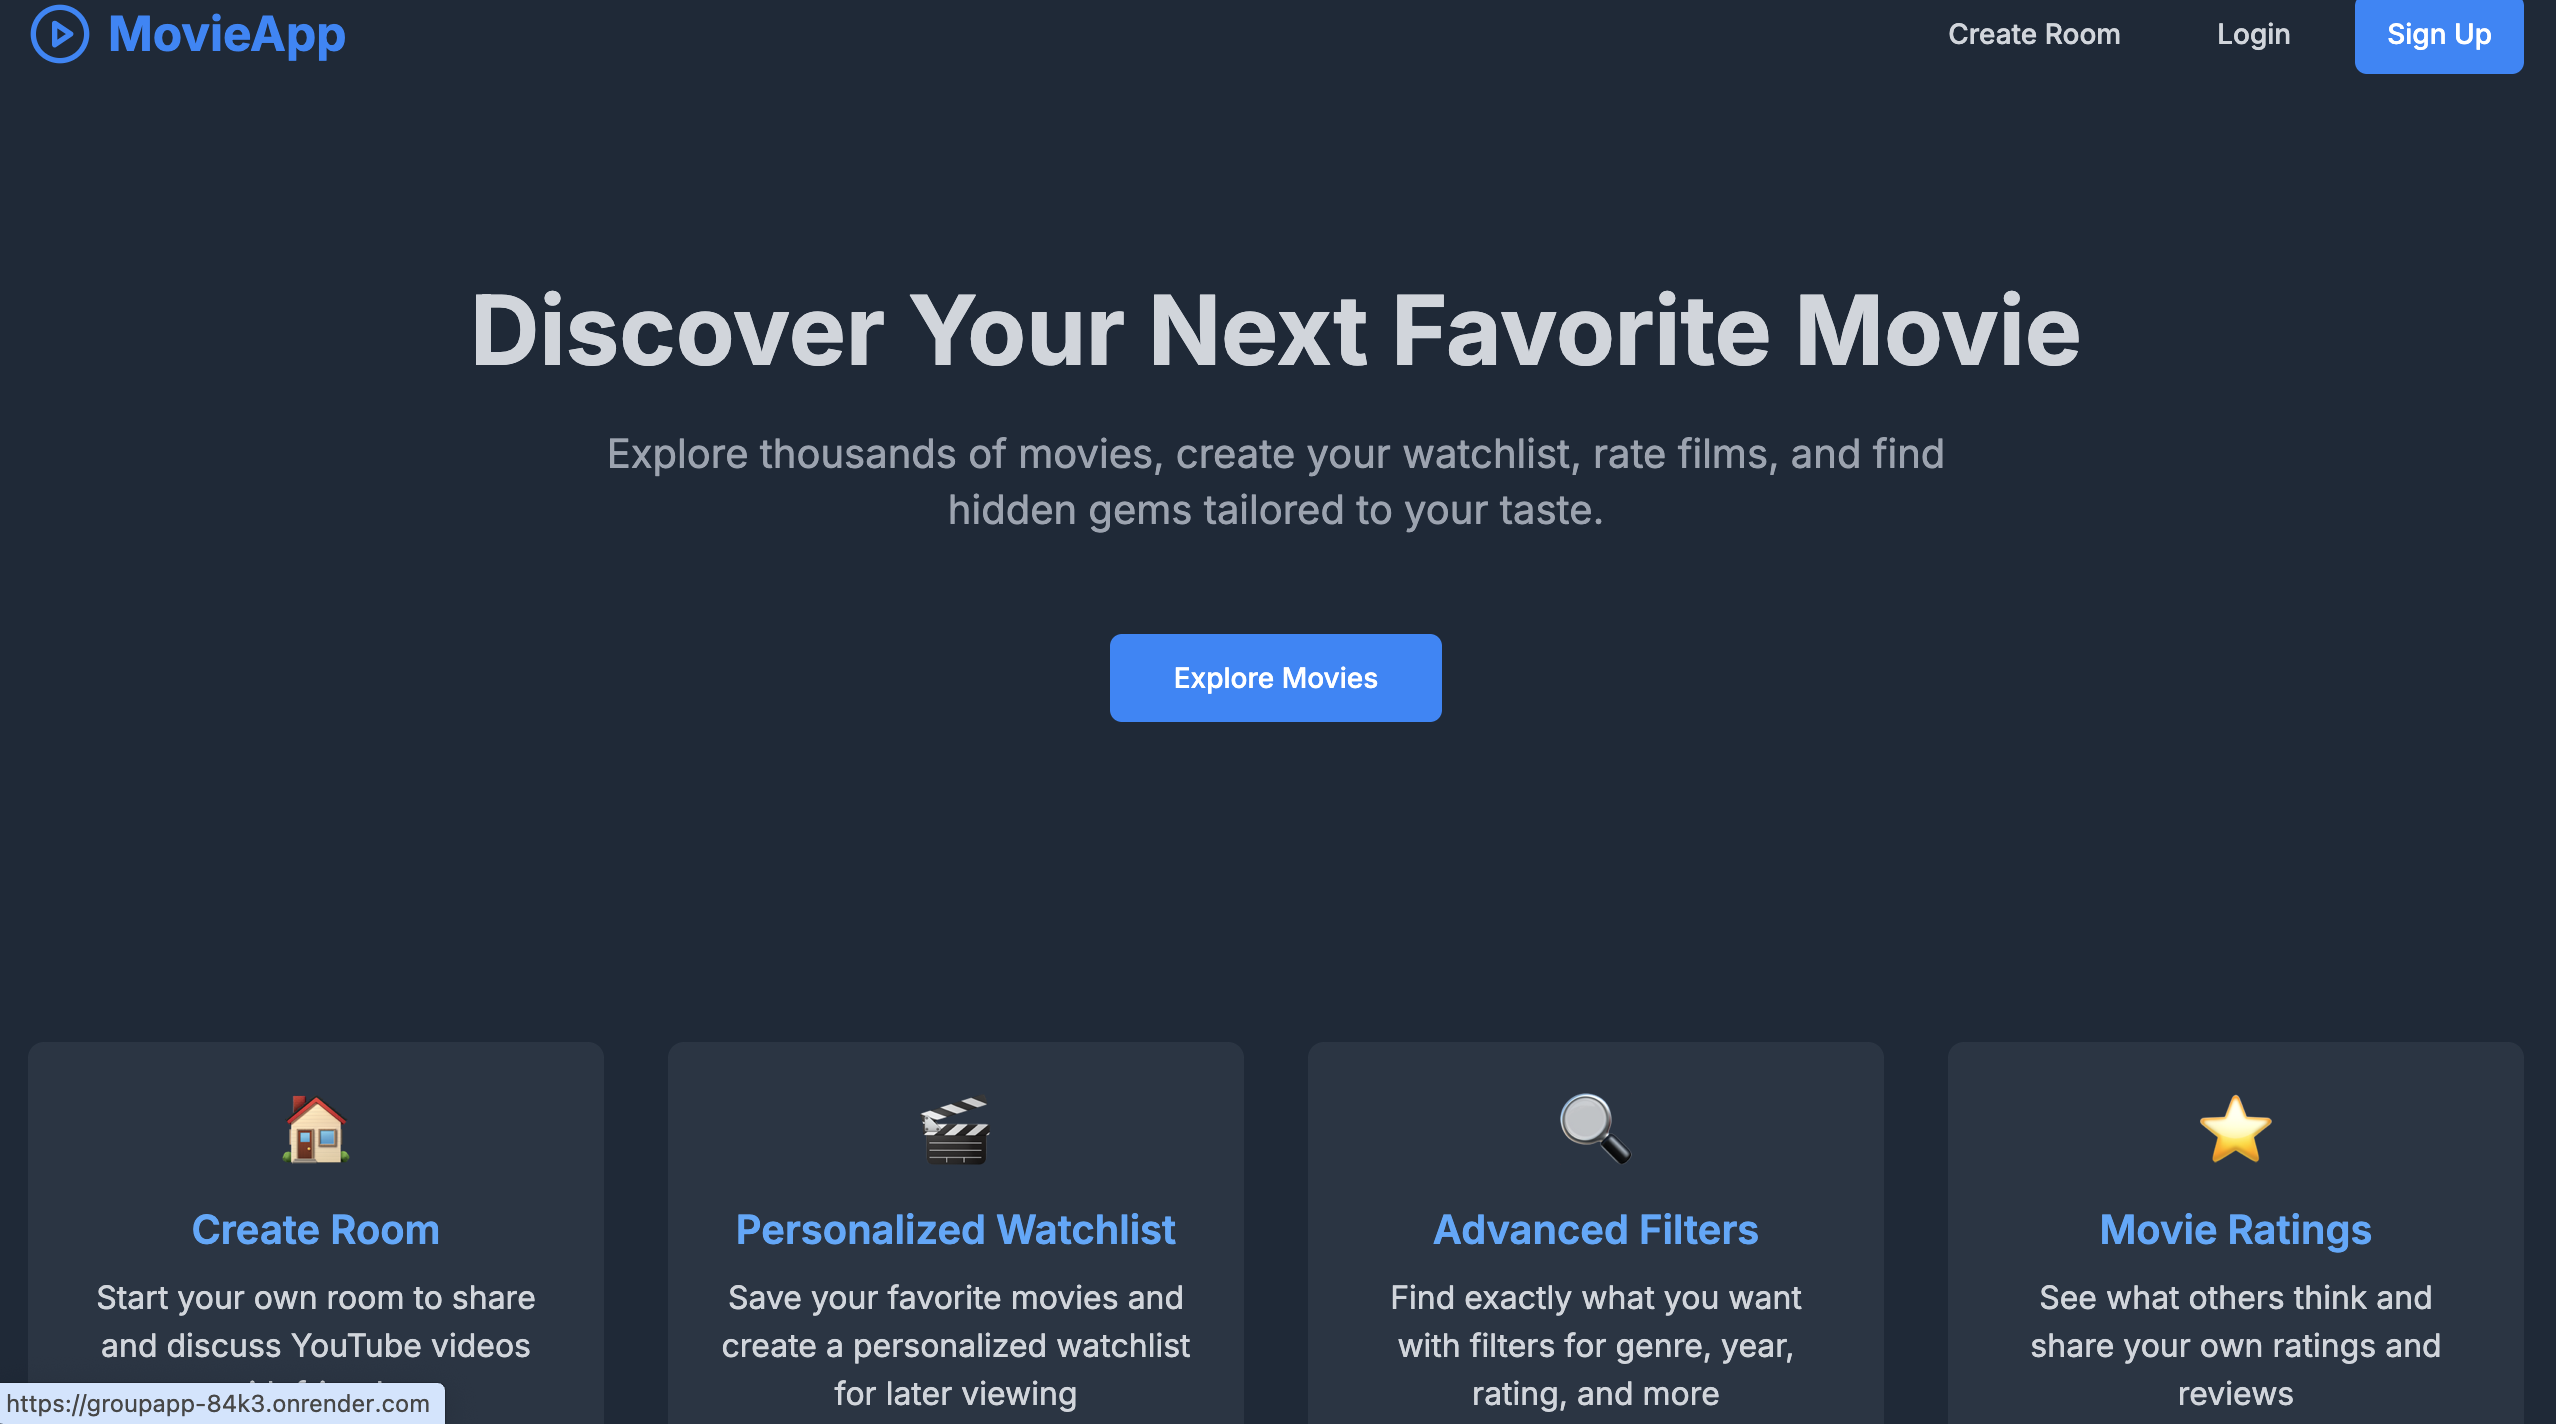 MovieApp
Create Room
Login
Sign Up
Discover Your Next Favorite Movie
Explore thousands of movies, create your watchlist, rate films, and find
hidden gems tailored to your taste.
Explore Movies
Create Room
Start your own room to share
and discuss YouTube videos
Personalized Watchlist
Save your favorite movies and
create a personalized watchlist
for later viewing
Advanced Filters
Find exactly what you want
with filters for genre, year,
rating, and more
Movie Ratings
See what others think and
share your own ratings and
reviews
https://groupapp-84k3.onrender.com